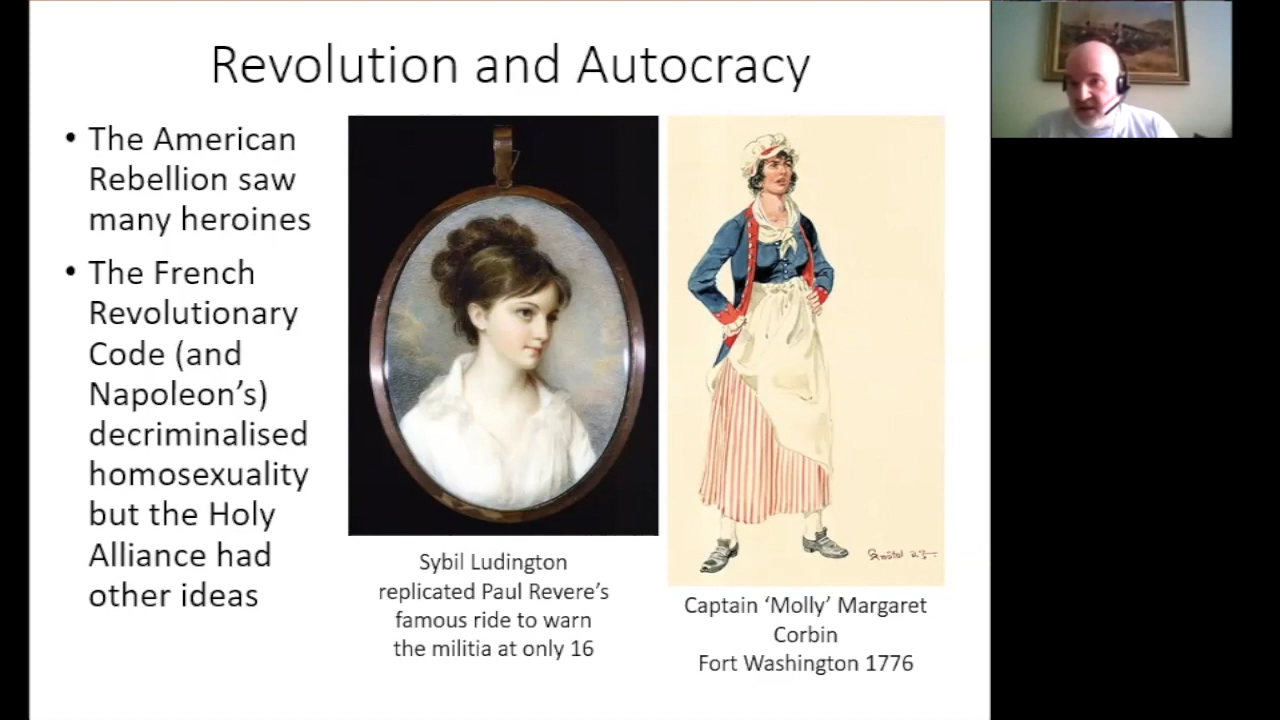 Revolution and Autocracy
• The American
Rebellion saw
many heroines
• The French
Revolutionary
Code (and
Napoleon’s)
decriminalised
homosexuality
but the Holy
Alliance had
other ideas
Sybil Ludington
replicated Paul Revere’s
famous ride to warn
the militia at only 16
Captain ‘Molly’ Margaret
Corbin
Fort Washington 1776